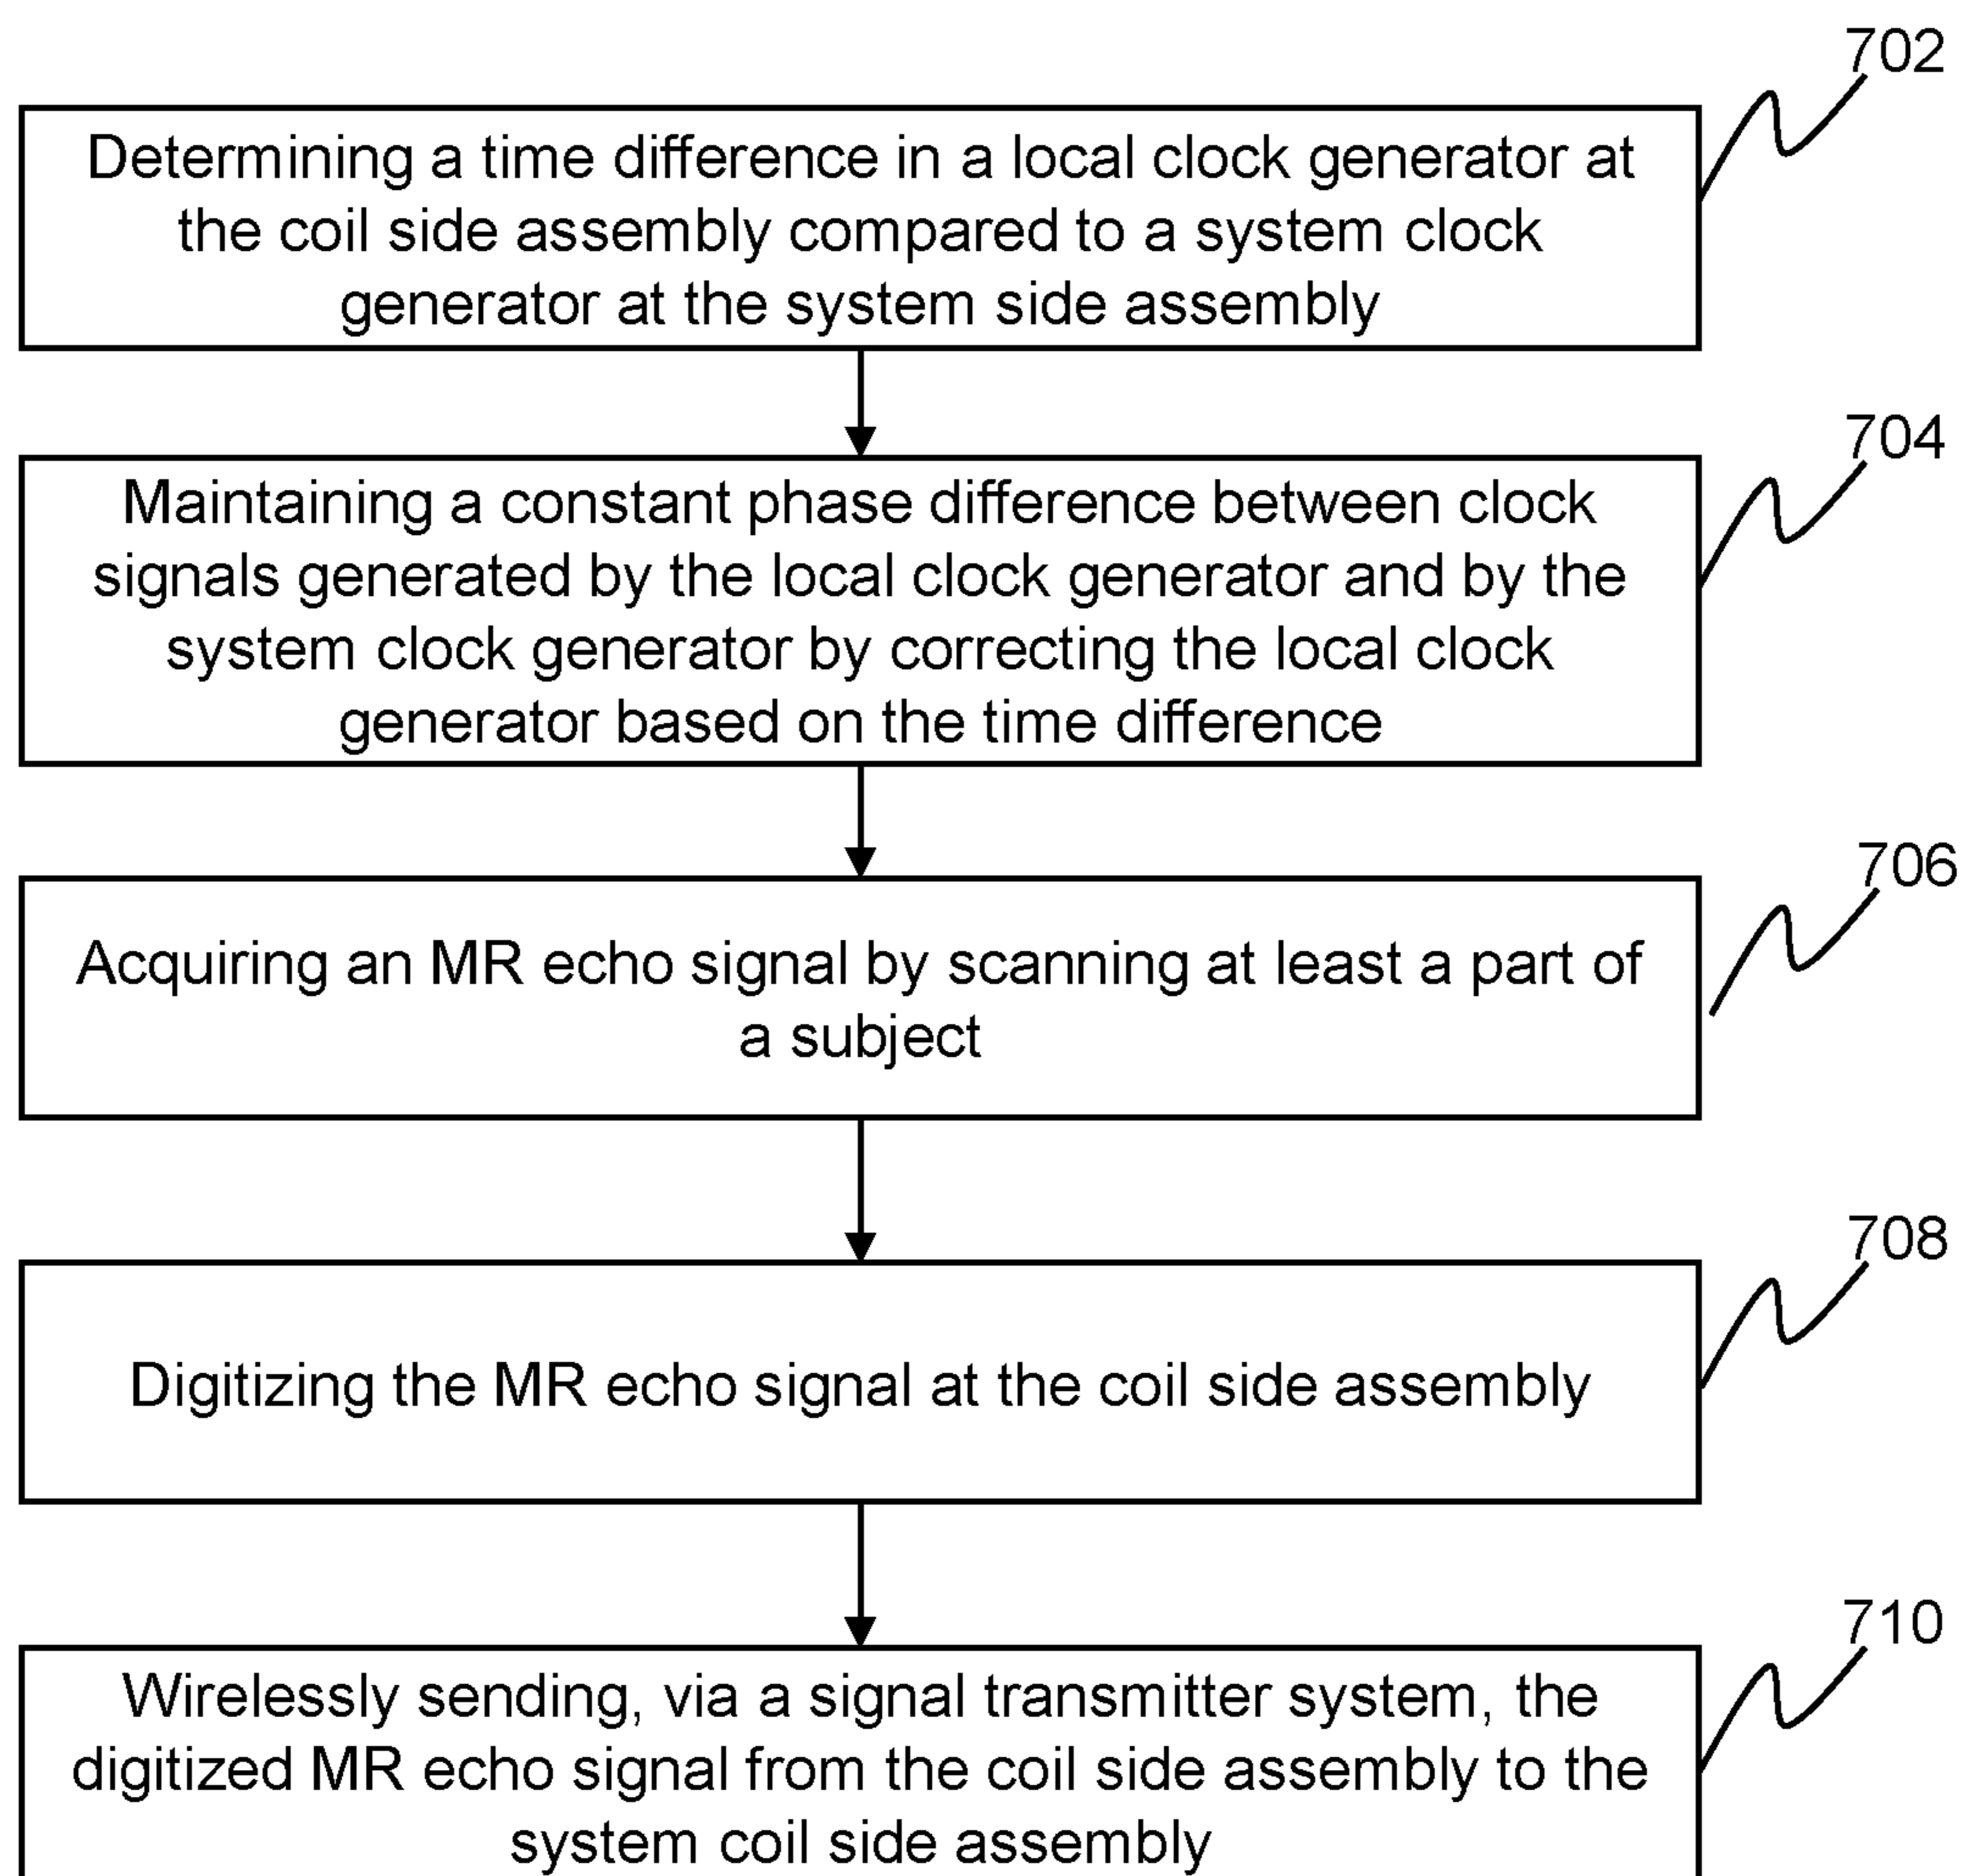 702
Determining a time difference in a local clock generator at
the coil side assembly compared to a system clock
generator at the system side assembly
704
Maintaining a constant phase difference between clock
signals generated by the local clock generator and by the
system clock generator by correcting the local clock
generator based on the time difference
706
Acquiring an MR echo signal by scanning at least a part of
a subject
708
Digitizing the MR echo signal at the coil side assembly
710
Wirelessly sending, via a signal transmitter system, the
digitized MR echo signal from the coil side assembly to the
system coil side assembly